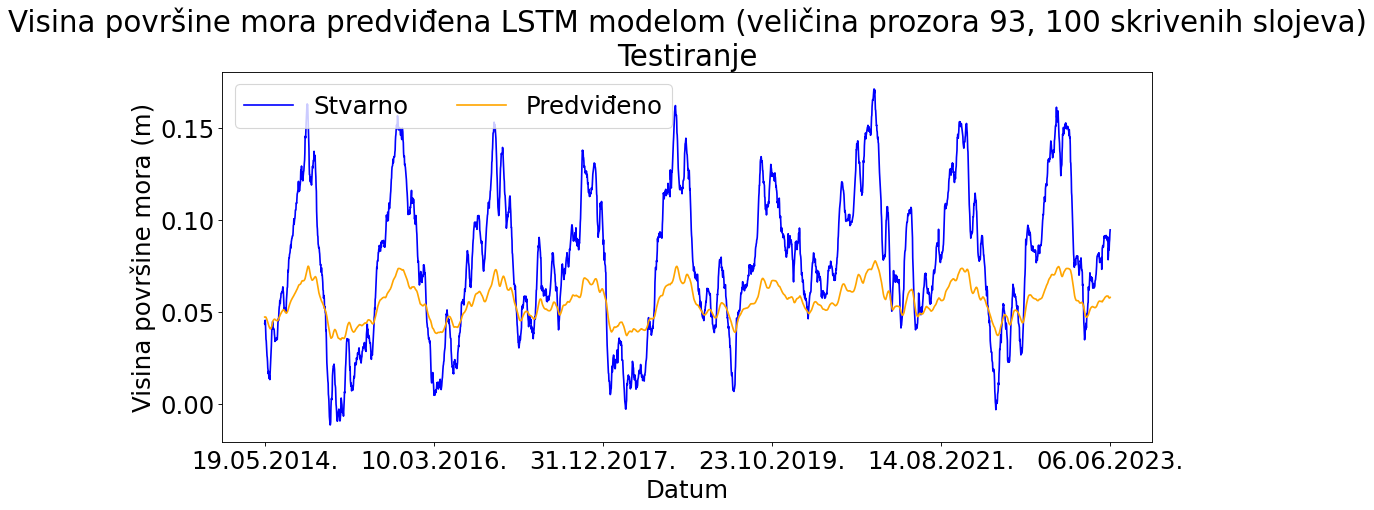 Visina površine mora predviđena LSTM modelom (veličina prozora 93, 100 skrivenih slojeva)
Testiranje
Stvarno Predviđeno
Visina površine mora (m)
0.15
0.10
0.05
0.00
19.05.2014. 10.03.2016. 31.12.2017. 23.10.2019. 14.08.2021. 06.06.2023.
Datum